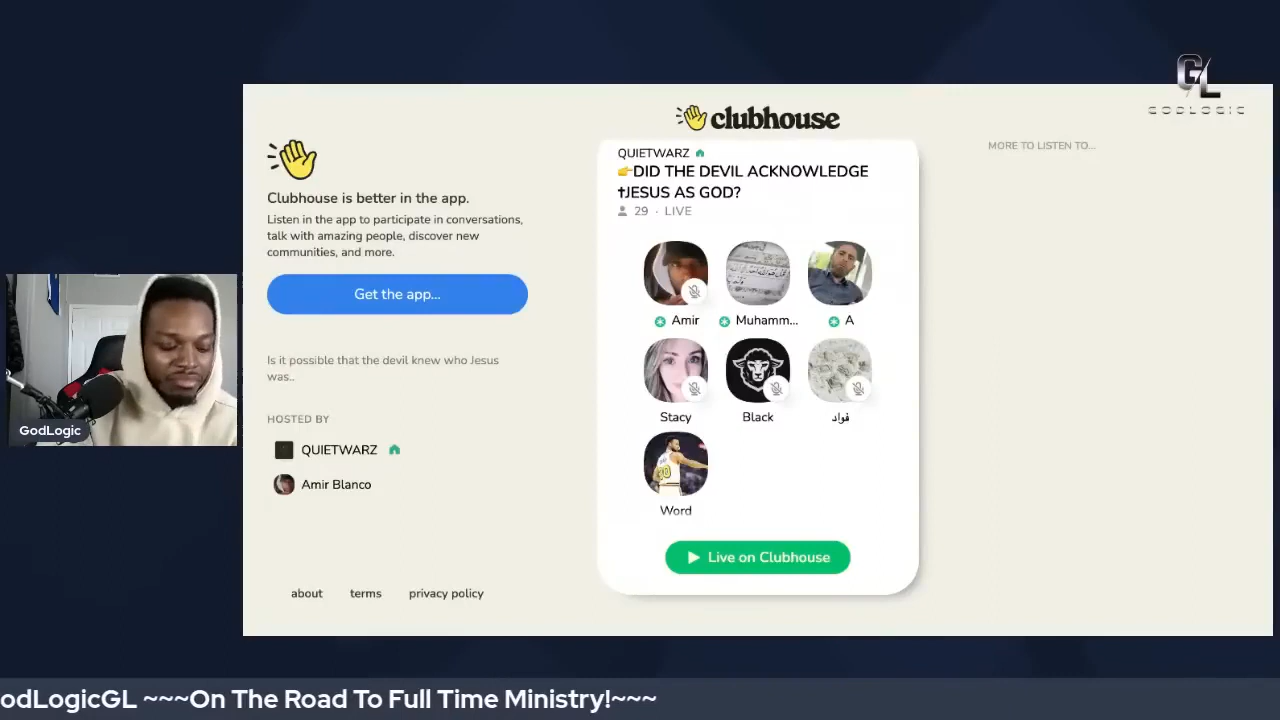 GL
GODLOGIC
clubhouse
MORE TO LISTEN TO...
Clubhouse is better in the app.
Listen in the app to participate in conversations,
talk with amazing people, discover new
communities, and more.
Get the app...
Is it possible that the devil knew who Jesus
was..
HOSTED BY
QUIETWARZ
Amir Blanco
about terms privacy policy
QUIETWARZ
👉DID THE DEVIL ACKNOWLEDGE
✝JESUS AS GOD?
29 · LIVE
Amir Muhamm... A
Stacy Black فواد
Word
Live on Clubhouse
GodLogic
odLogicGL ~~~On The Road To Full Time Ministry!~~~